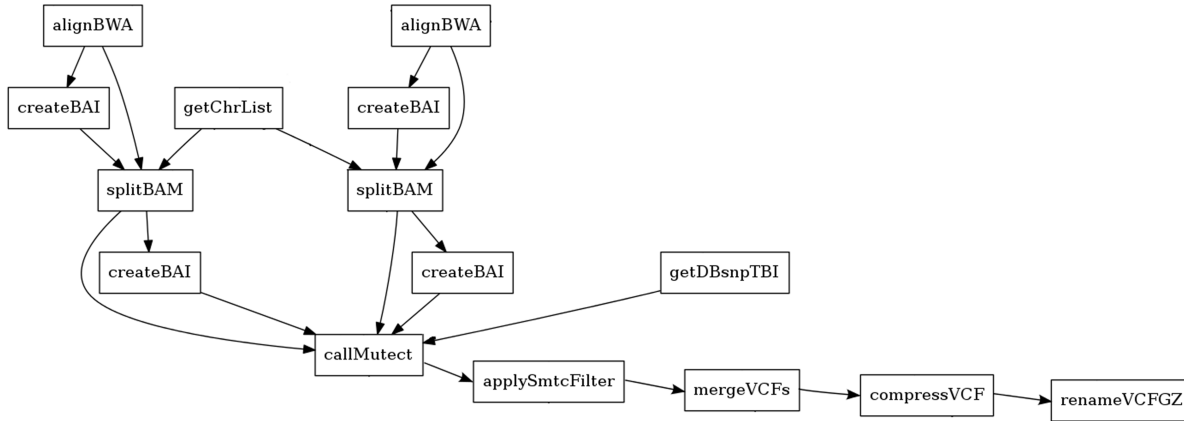 alignBWA
alignBWA
createBAI
getChrList
createBAI
splitBAM
splitBAM
createBAI
createBAI
getDBsnpTBI
callMutect
applySmtcFilter
mergeVCFs
compressVCF
renameVCFGZ